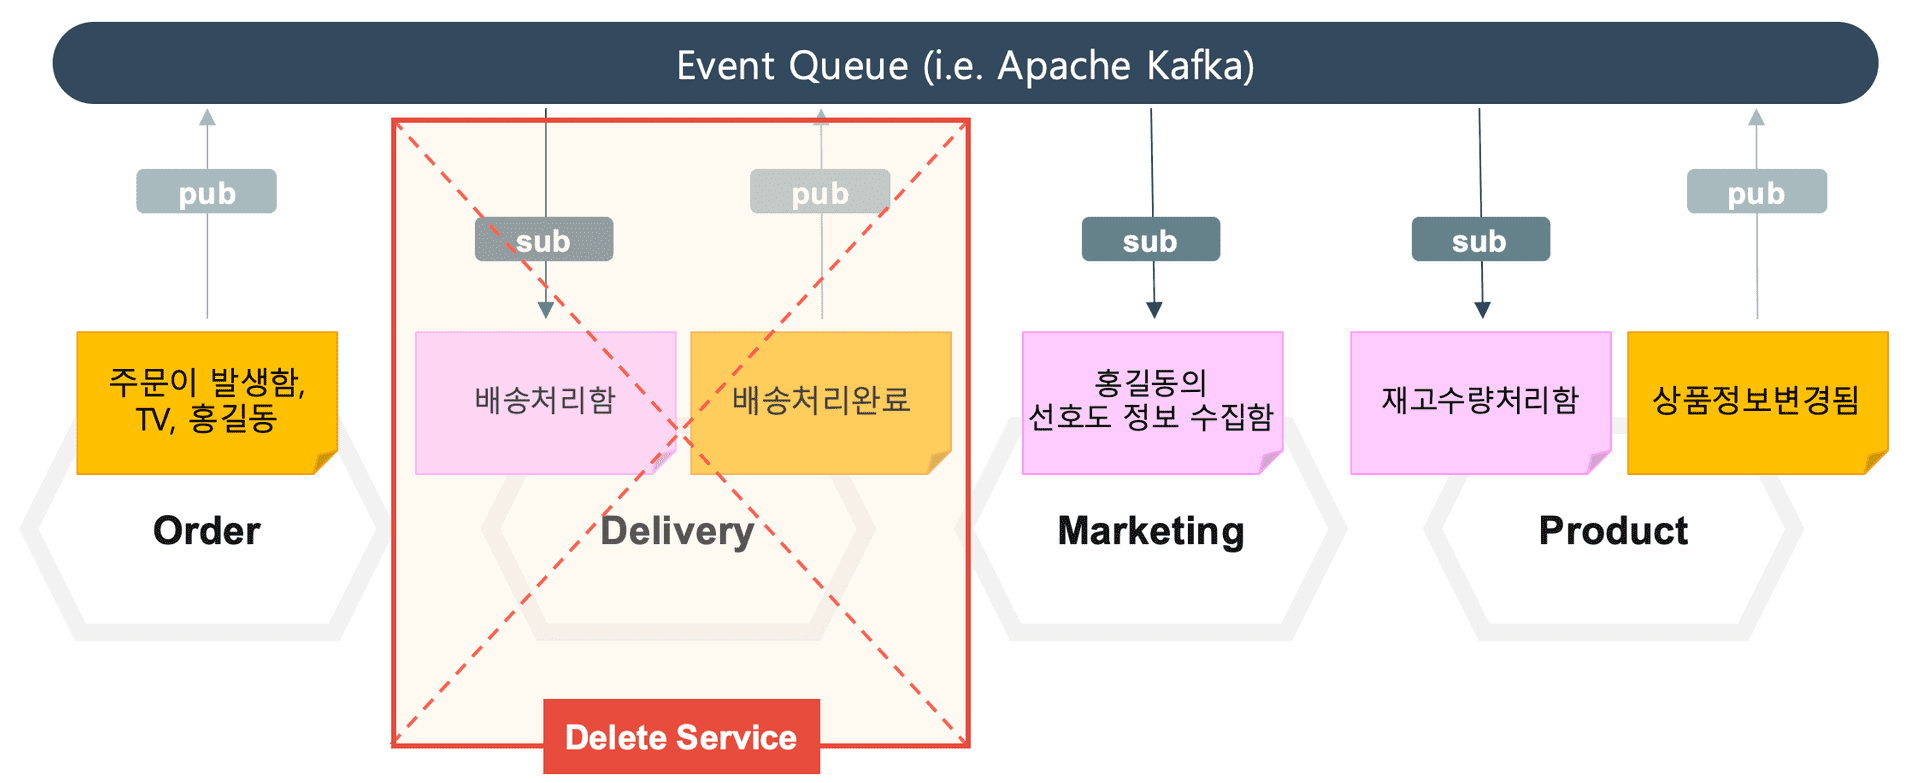 Event Queue (i.e. Apache Kafka)
pub
sub
pub
sub
sub
pub
주문이 발생함,
TV, 홍길동
배송처리함
배송처리완료
홍길동의
선호도 정보 수집함
재고수량처리함
상품정보변경됨
Order
Delivery
Marketing
Product
Delete Service